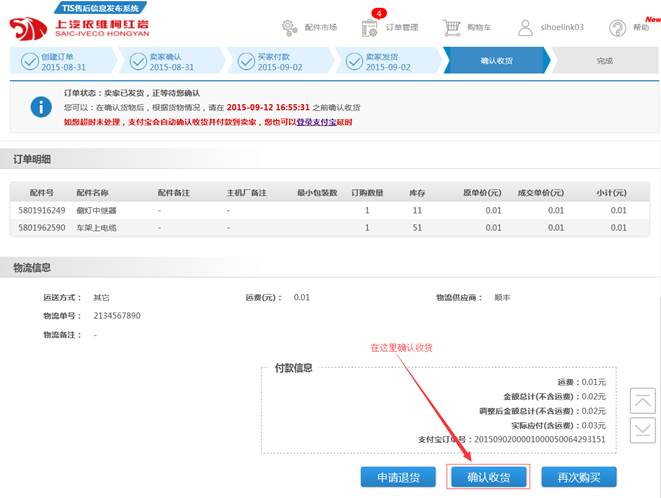 TIS售后信息发布系统
上汽依维柯红岩
SAIC-IVECO HONGYAN
配件市场
4
订单管理
购物车
slhoelink03
帮助
New
创建订单
2015-08-31
卖家确认
2015-08-31
买家付款
2015-09-02
卖家发货
2015-09-02
确认收货
完成
订单状态：卖家已发货，正等待您确认
您可以：在确认货物后，根据货物情况，请在 2015-09-12 16:55:31 之前确认收货
如您超时未处理，支付宝会自动确认收货并付款到卖家，您也可以登录支付宝延时
订单明细
配件号 配件名称 配件备注 主机厂备注 最小包装数 订购数量 库存 原单价(元) 成交单价(元) 小计(元)
5801916249 侧灯中继器 - - 1 11 0.01 0.01 0.01
5801962590 车架上电缆 - - 1 51 0.01 0.01 0.01
物流信息
运送方式： 其它 运费(元)： 0.01 物流供应商： 顺丰
物流单号： 2134567890
物流备注： -
在这里确认收货
付款信息
运费：0.01元
金额总计(不含运费)：0.02元
调整后金额总计(不含运费)：0.02元
实际应付(含运费)：0.03元
支付宝订单号：2015090200001000050064293151
申请退货 确认收货 再次购买